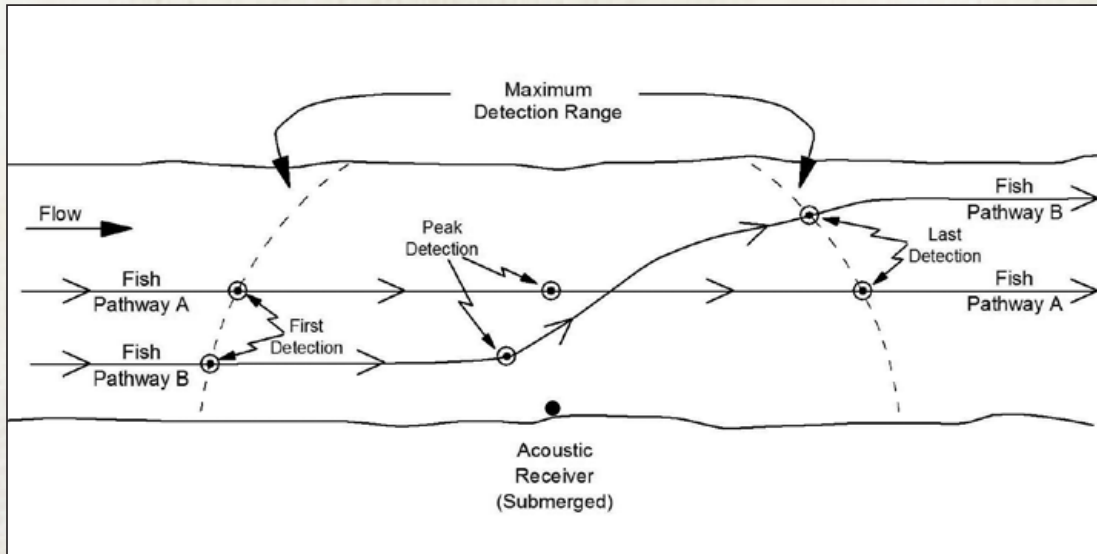 Maximum
Detection Range
Flow
Fish
Pathway A
Fish
Pathway B
First
Detection
Peak
Detection
Fish
Pathway B
Last
Detection
Fish
Pathway A
Acoustic
Receiver
(Submerged)